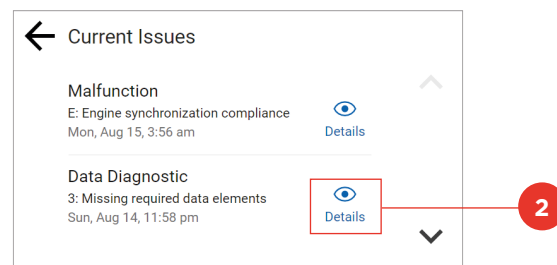 Current Issues
Malfunction
E: Engine synchronization compliance
Mon, Aug 15, 3:56 am
Details
Data Diagnostic
3: Missing required data elements
Sun, Aug 14, 11:58 pm
Details
2